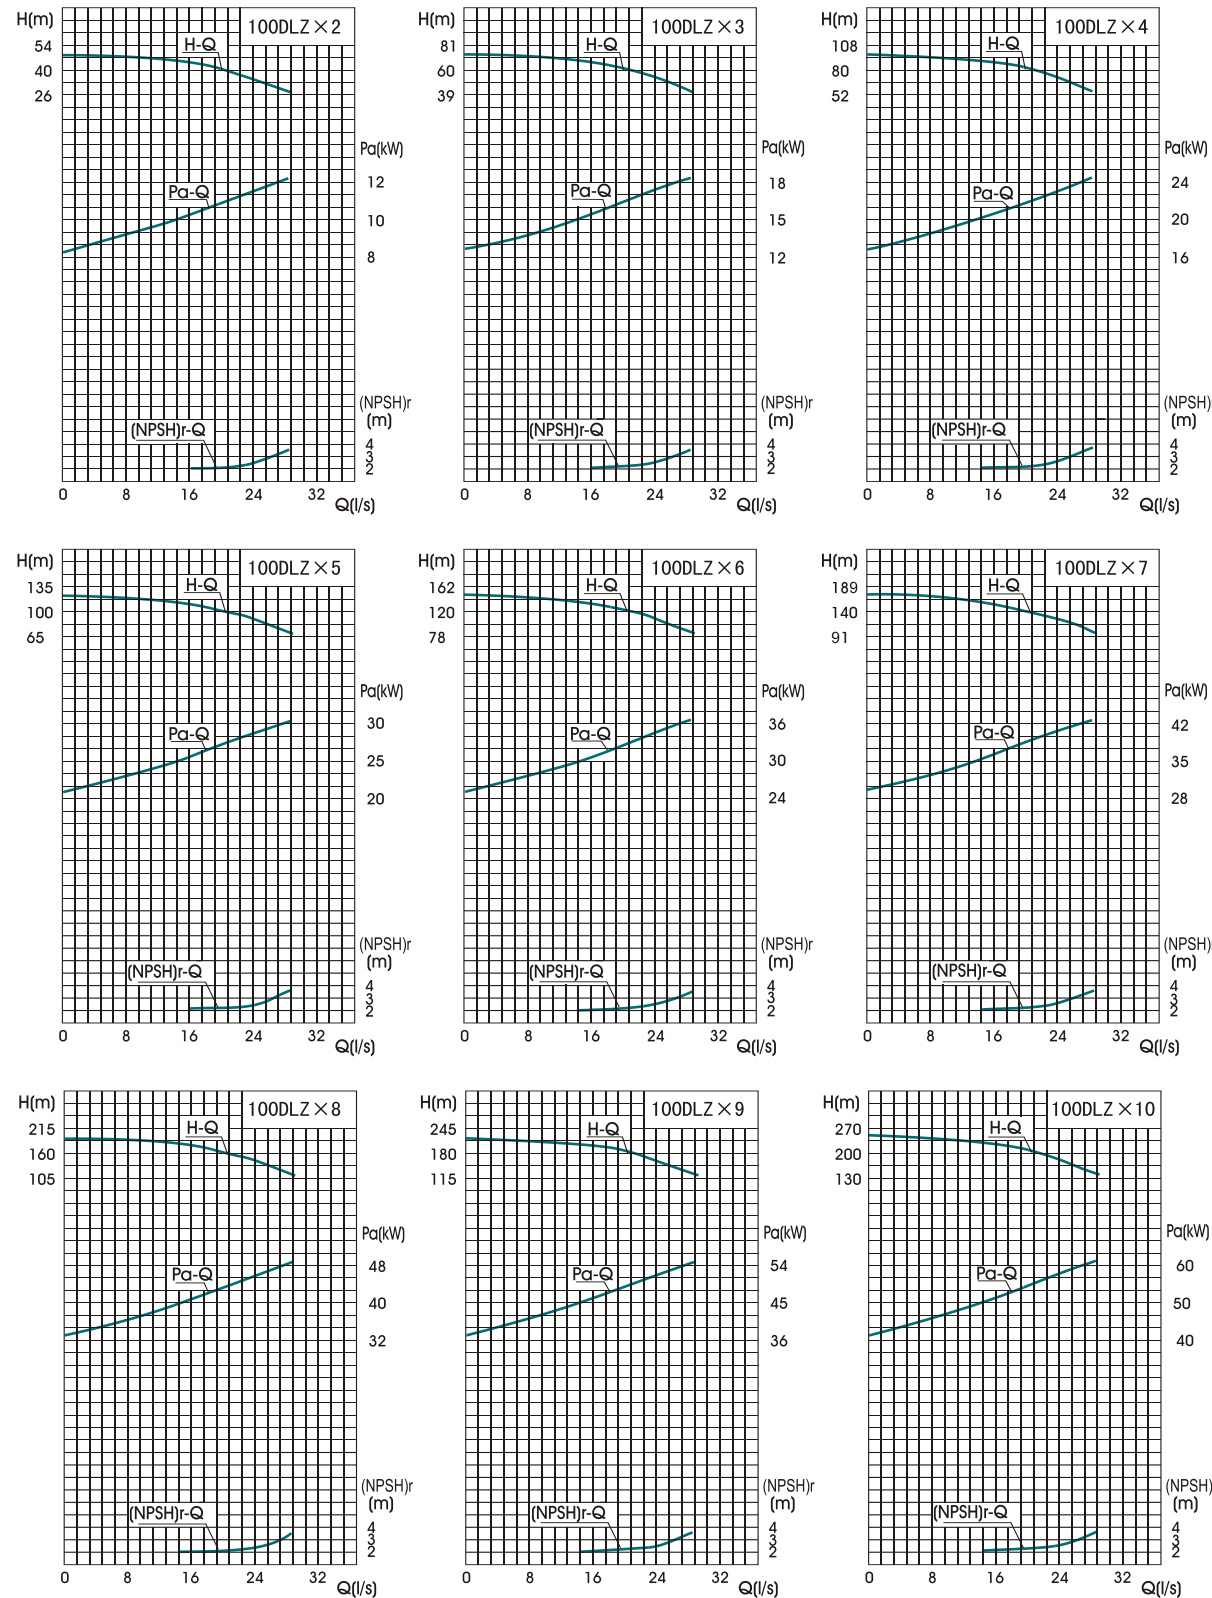 H(m)
100DLZ×2
54
H-Q
40
26
Pa(kW)
12
Pa-Q
10
8
(NPSH)r
(m)
(NPSH)r-Q
4
3
2
0 8 16 24 32
Q(l/s)
H(m)
100DLZ×3
81
H-Q
60
39
Pa(kW)
18
Pa-Q
15
12
(NPSH)r
(m)
(NPSH)r-Q
4
3
2
0 8 16 24 32
Q(l/s)
H(m)
100DLZ×4
108
H-Q
80
52
Pa(kW)
24
Pa-Q
20
16
(NPSH)
(m)
(NPSH)r-Q
4
3
2
0 8 16 24 32
Q(l/s)
H(m)
100DLZ×5
135
H-Q
100
65
Pa(kW)
30
Pa-Q
25
20
(NPSH)r
(m)
(NPSH)r-Q
4
3
2
0 8 16 24 32
Q(l/s)
H(m)
100DLZ×6
162
H-Q
120
78
Pa(kW)
36
Pa-Q
30
24
(NPSH)r
(m)
(NPSH)r-Q
4
3
2
0 8 16 24 32
Q(l/s)
H(m)
100DLZ×7
189
H-Q
140
91
Pa(kW)
42
Pa-Q
35
28
(NPSH)
(m)
(NPSH)r-Q
4
3
2
0 8 16 24 32
Q(l/s)
H(m)
100DLZ×8
215
H-Q
160
105
Pa(kW)
48
Pa-Q
40
32
(NPSH)r
(m)
(NPSH)r-Q
4
3
2
0 8 16 24 32
Q(l/s)
H(m)
100DLZ×9
245
H-Q
180
115
Pa(kW)
54
Pa-Q
45
36
(NPSH)r
(m)
(NPSH)r-Q
4
3
2
0 8 16 24 32
Q(l/s)
H(m)
100DLZ×10
270
H-Q
200
130
Pa(kW)
60
Pa-Q
50
40
(NPSH)
(m)
(NPSH)r-Q
4
3
2
0 8 16 24 32
Q(l/s)